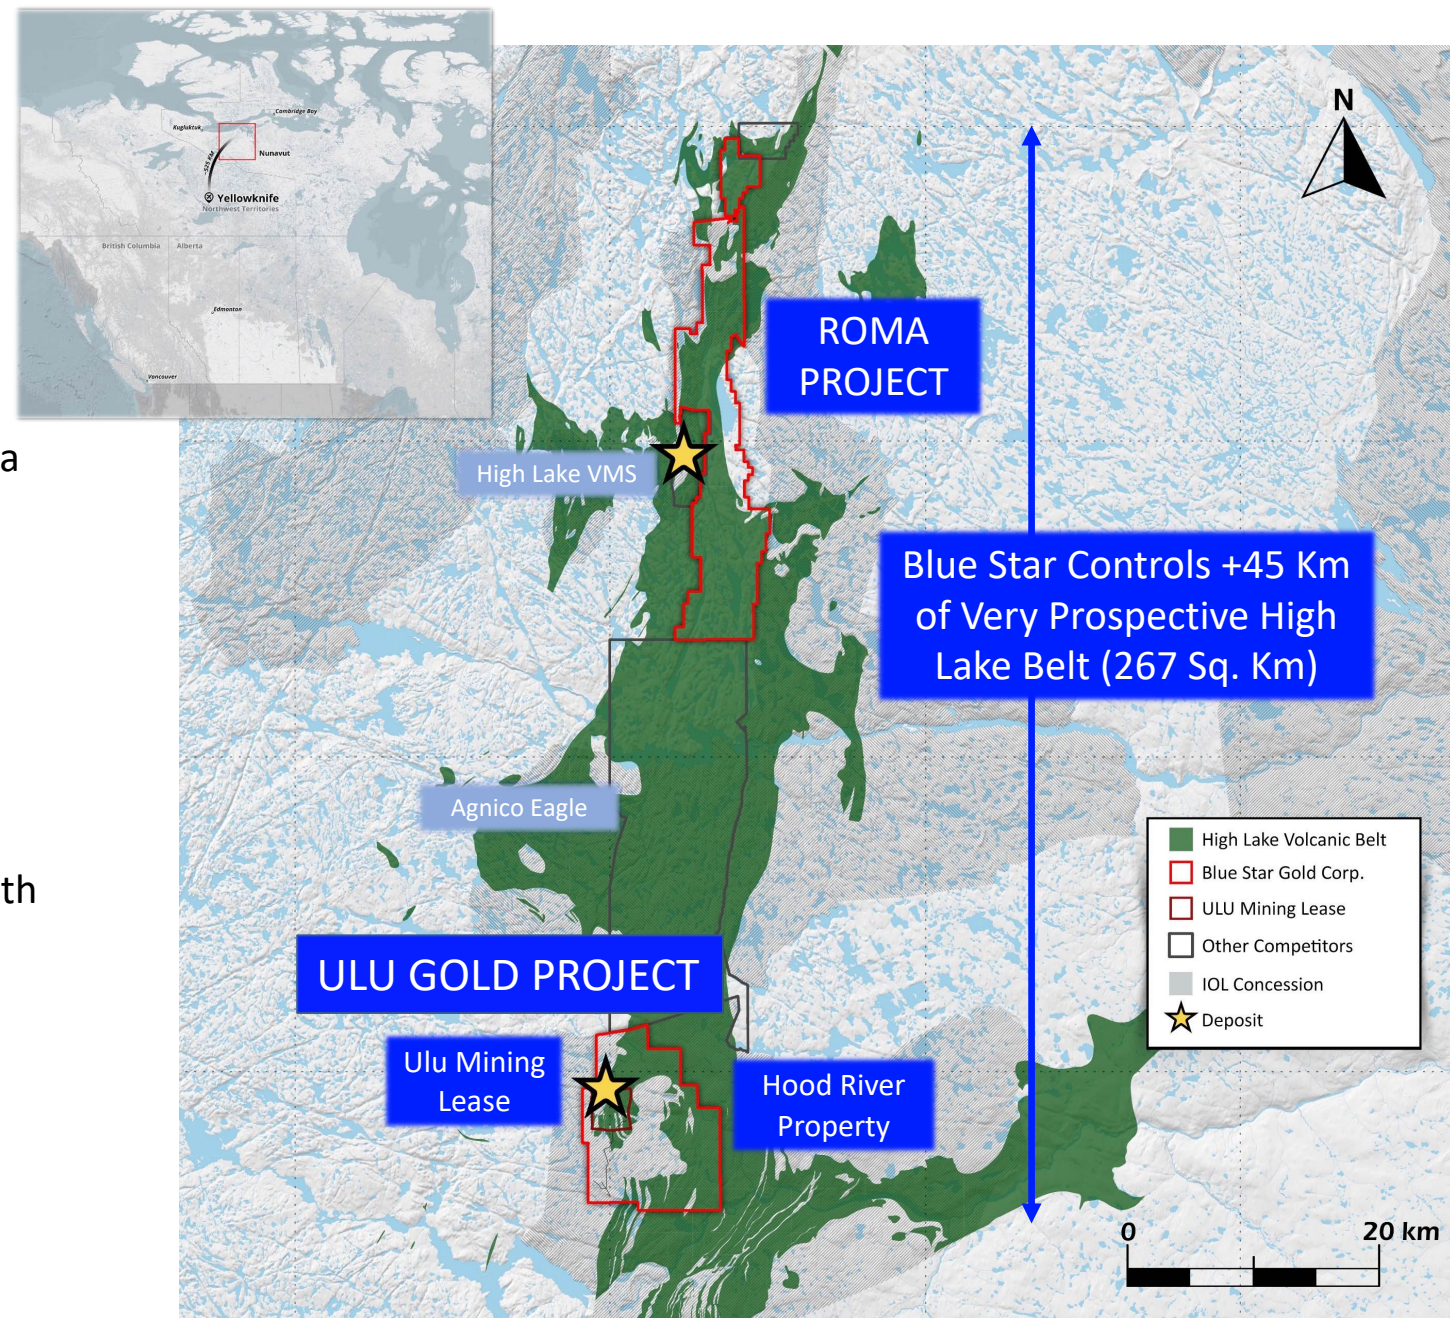 Cambridge Bay
Kugluktuk
Nunavut
~525 KM
Yellowknife
Northwest Territories
British Columbia
Alberta
Edmonton
Vancouver
N
ROMA
PROJECT
a
High Lake VMS
Blue Star Controls +45 Km
of Very Prospective High
Lake Belt (267 Sq. Km)
Agnico Eagle
High Lake Volcanic Belt
Blue Star Gold Corp.
ULU Mining Lease
Other Competitors
IOL Concession
Deposit
th
ULU GOLD PROJECT
Ulu Mining
Lease
Hood River
Property
0
20 km